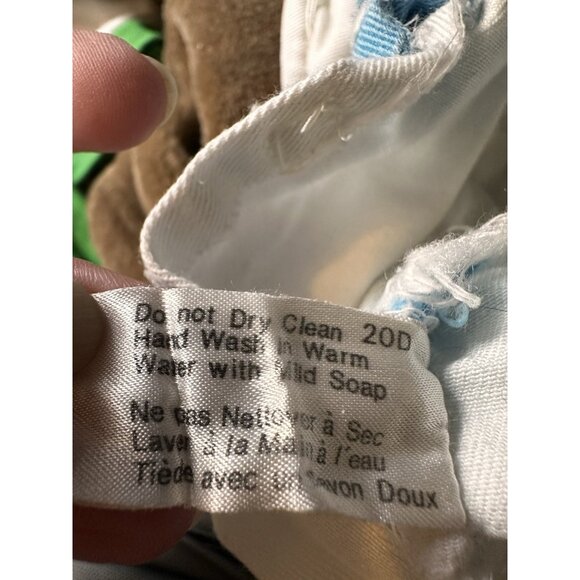 Do not Dry Clean 20D
Hand Wash in Warm
Water with Mild Soap
Ne pas Nettoyer à Sec
Laver à la Main à l'eau
Tiède avec un Savon Doux